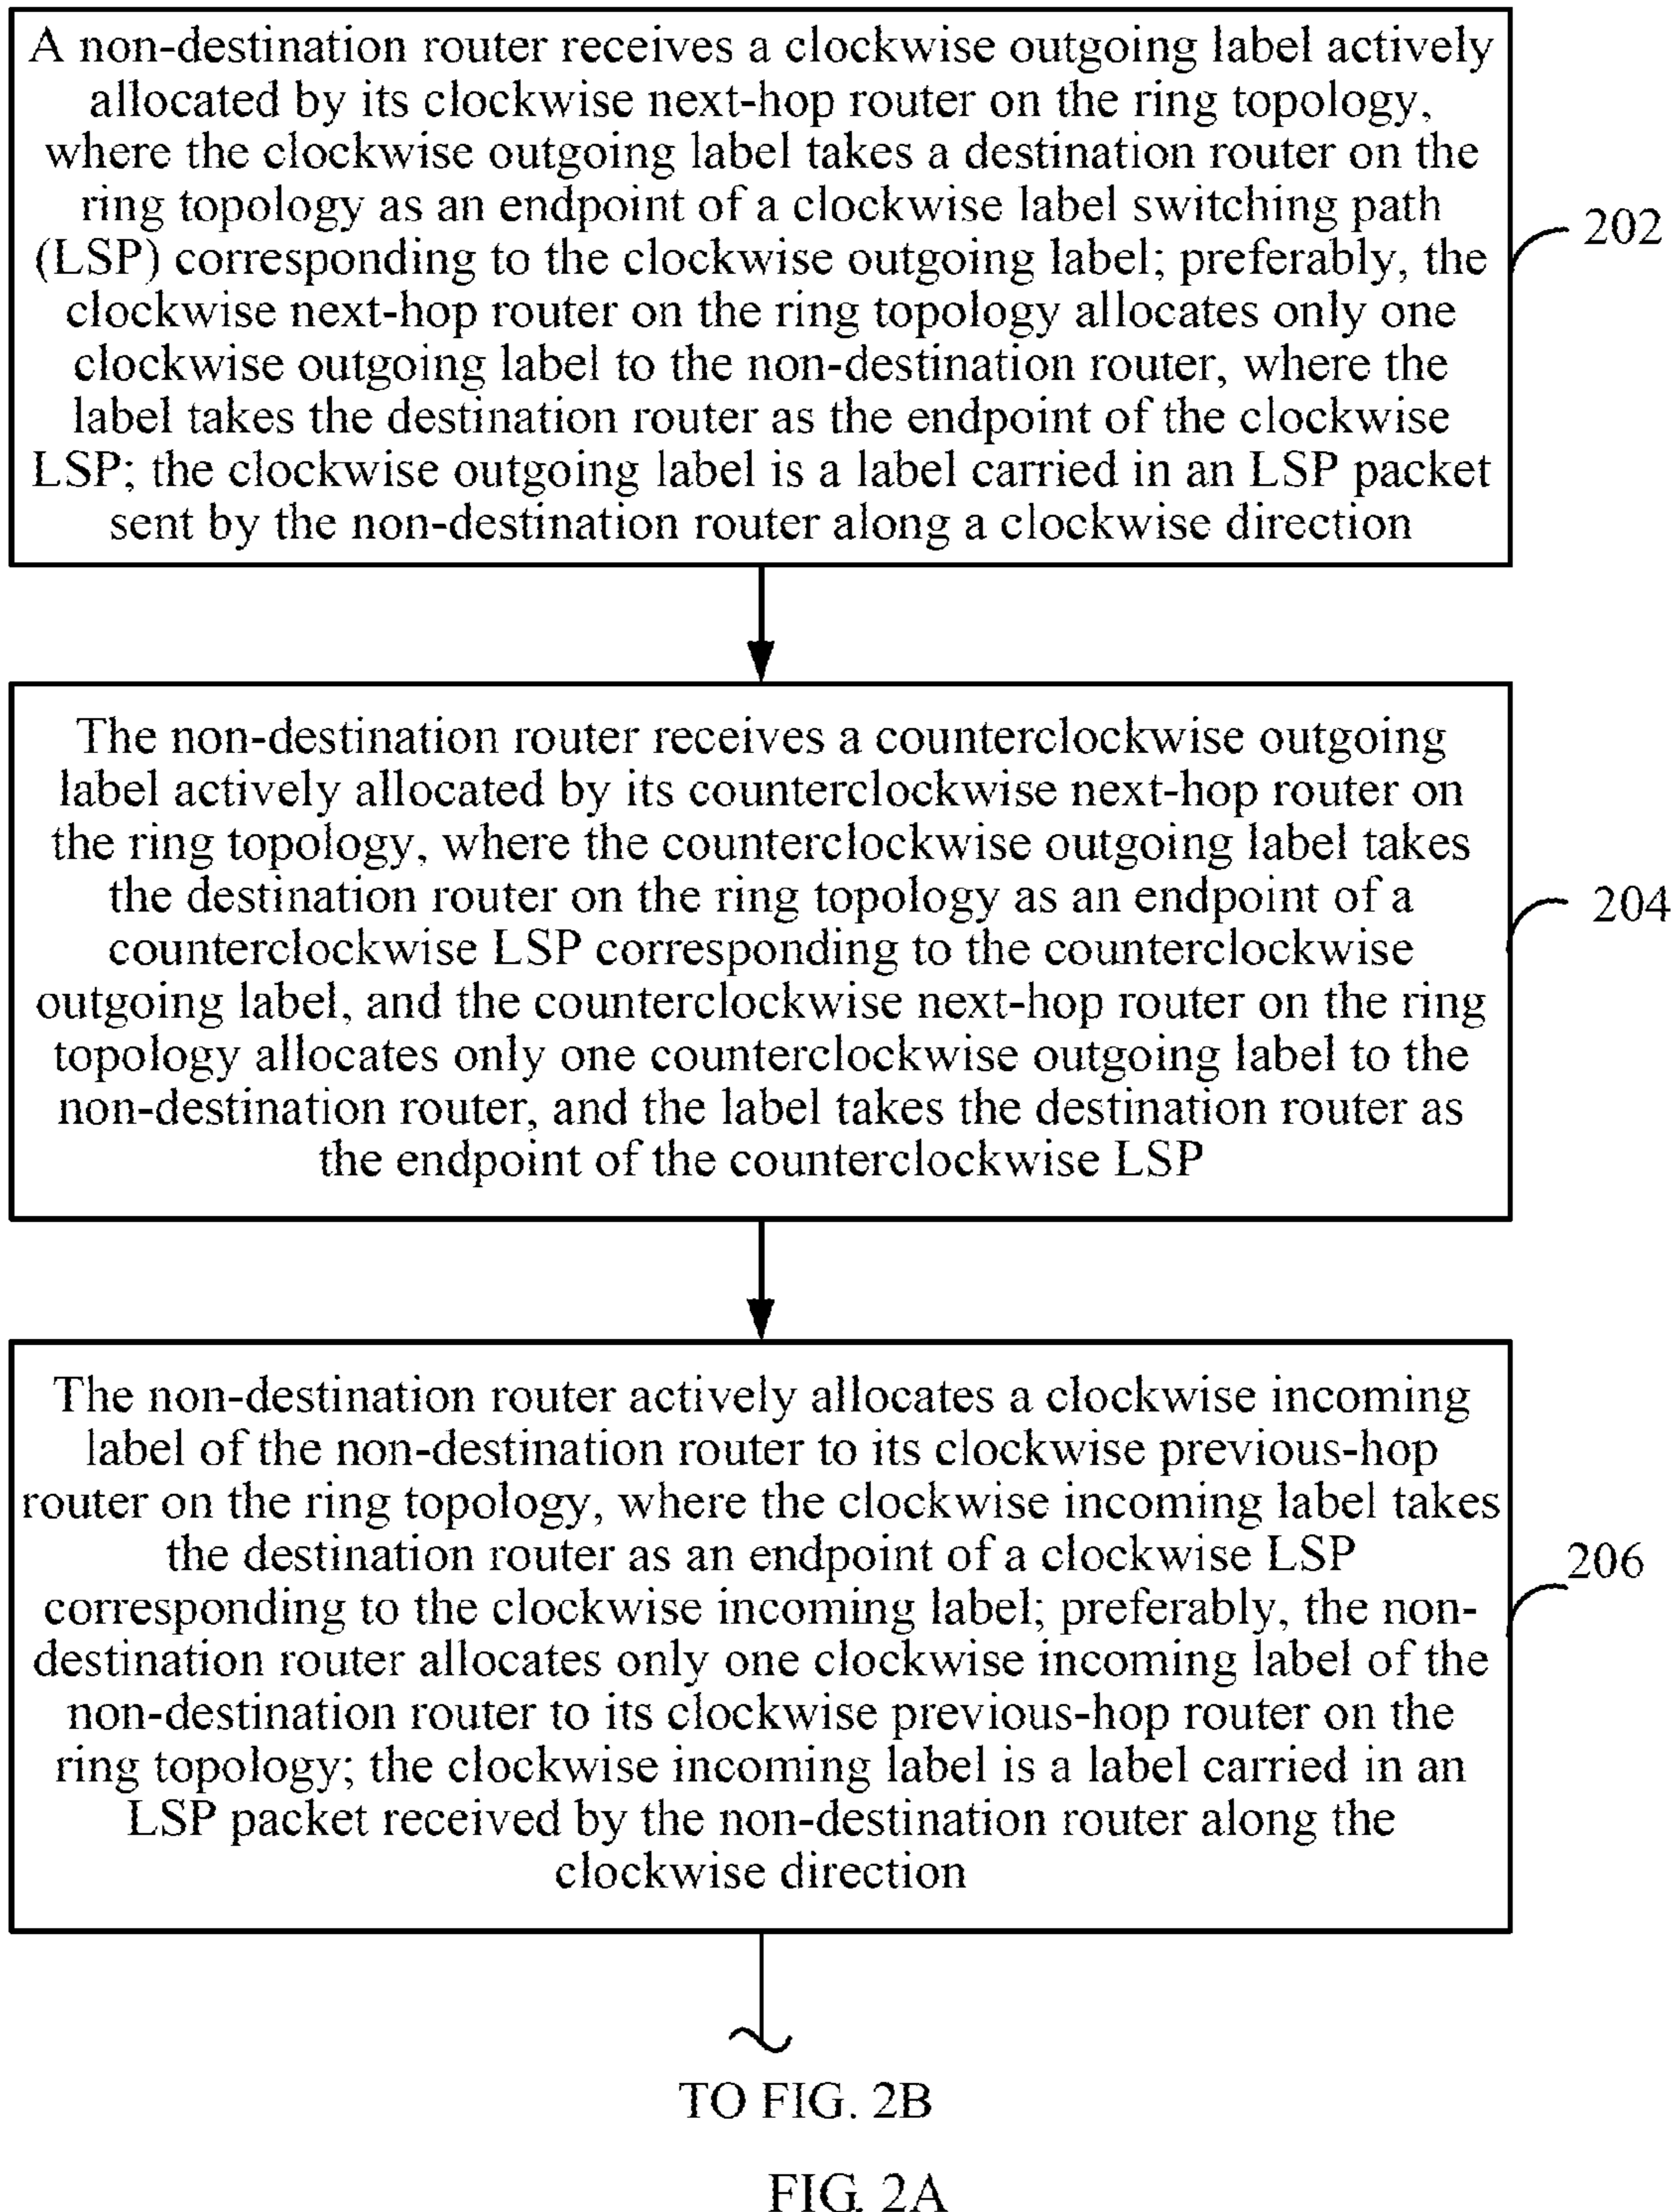 A non-destination router receives a clockwise outgoing label actively
allocated by its clockwise next-hop router on the ring topology,
where the clockwise outgoing label takes a destination router on the
ring topology as an endpoint of a clockwise label switching path
(LSP) corresponding to the clockwise outgoing label; preferably, the
clockwise next-hop router on the ring topology allocates only one
clockwise outgoing label to the non-destination router, where the
label takes the destination router as the endpoint of the clockwise
LSP; the clockwise outgoing label is a label carried in an LSP packet
sent by the non-destination router along a clockwise direction
202
The non-destination router receives a counterclockwise outgoing
label actively allocated by its counterclockwise next-hop router on
the ring topology, where the counterclockwise outgoing label takes
the destination router on the ring topology as an endpoint of a
counterclockwise LSP corresponding to the counterclockwise
outgoing label, and the counterclockwise next-hop router on the ring
topology allocates only one counterclockwise outgoing label to the
non-destination router, and the label takes the destination router as
the endpoint of the counterclockwise LSP
204
The non-destination router actively allocates a clockwise incoming
label of the non-destination router to its clockwise previous-hop
router on the ring topology, where the clockwise incoming label takes
the destination router as an endpoint of a clockwise LSP
corresponding to the clockwise incoming label; preferably, the non-
destination router allocates only one clockwise incoming label of the
non-destination router to its clockwise previous-hop router on the
ring topology; the clockwise incoming label is a label carried in an
LSP packet received by the non-destination router along the
clockwise direction
206
TO FIG. 2B
FIG. 2A